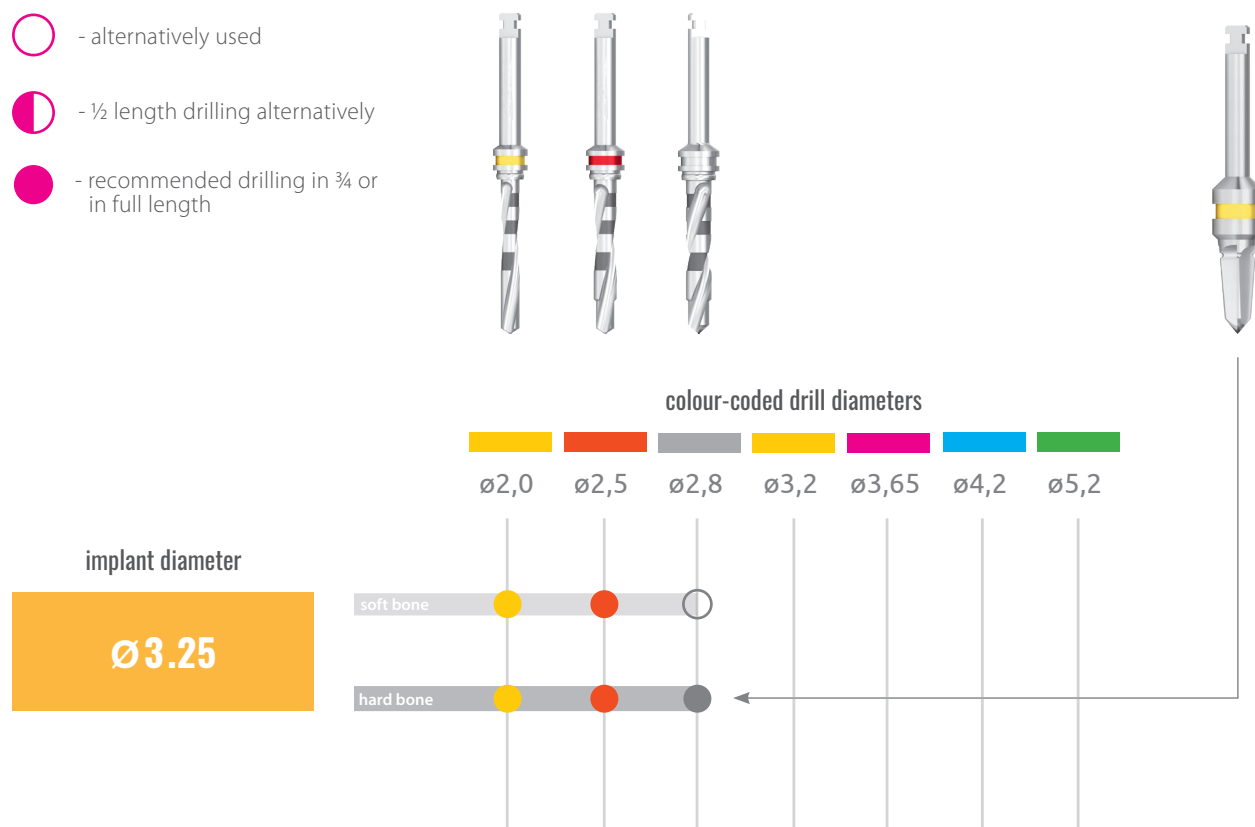 - alternatively used
- ½ length drilling alternatively
- recommended drilling in ¾ or
in full length
colour-coded drill diameters
ø2,0 ø2,5 ø2,8 ø3,2 ø3,65 ø4,2 ø5,2
implant diameter
ø3.25
soft bone
hard bone